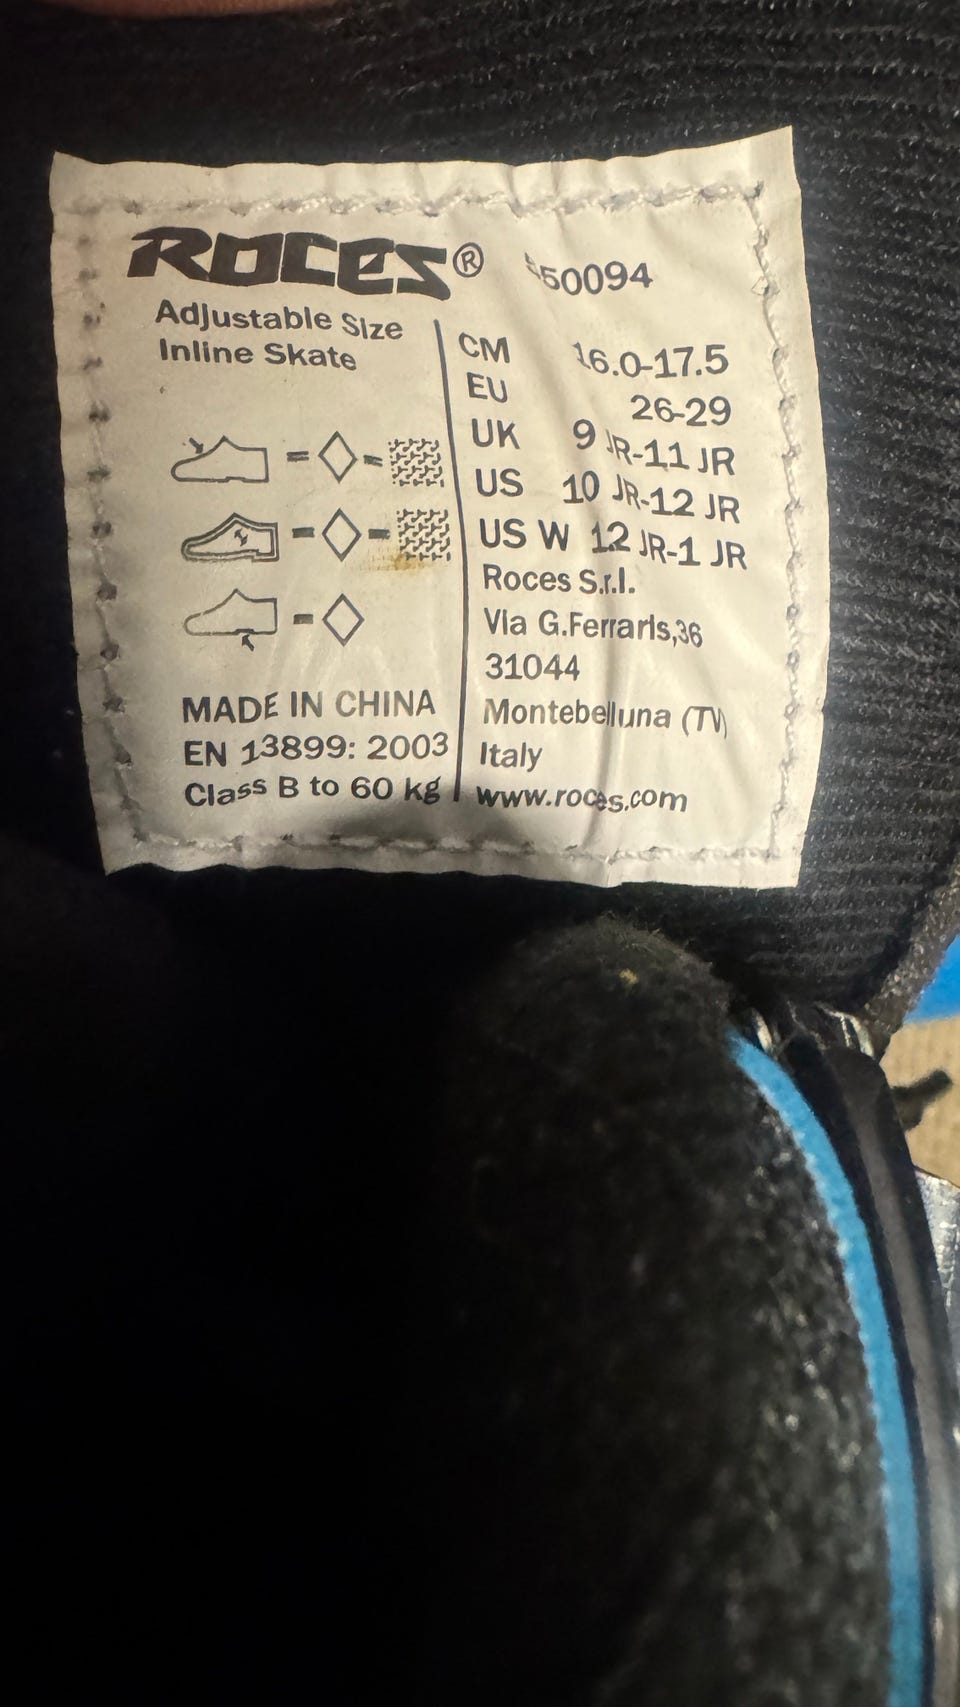 ROCES®
Adjustable Size
Inline Skate
MADE IN CHINA
EN 13899: 2003
Class B to 60 kg
50094
CM 16.0-17.5
EU 26-29
UK 9 JR-11 JR
US 10 JR-12 JR
US W 12 JR-1 JR
Roces S.r.l.
Via G.Ferraris,36
31044
Montebelluna (TV)
Italy
www.roces.com